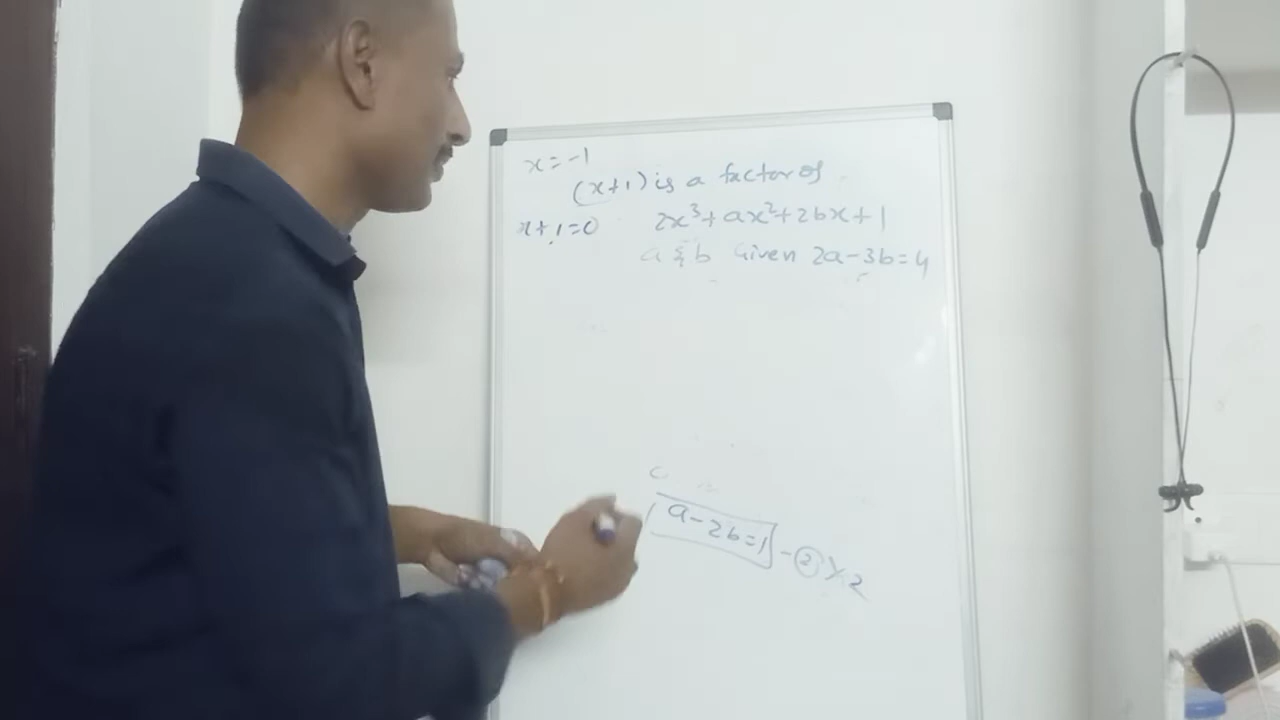 x=-1
(x+1) is a factor of
x+1=0
2x³+ax²+2bx+1
a & b Given 2a-3b=4
a-2b=1 -② ×2